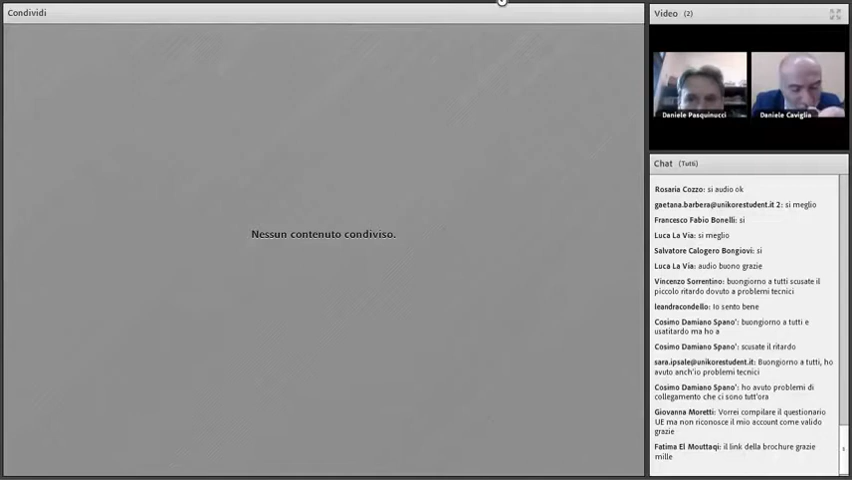 Condividi
Nessun contenuto condiviso.
Video (2)
Daniele Pasquinucci
Daniele Caviglia
Chat (Tutti)
Rosaria Cozzo: si audio ok
gaetana.barbera@unikorestudent.it 2: si meglio
Francesco Fabio Bonelli: si
Luca La Via: si meglio
Salvatore Calogero Bongiovi: si
Luca La Via: audio buono grazie
Vincenzo Sorrentino: buongiorno a tutti scusate il
piccolo ritardo dovuto a problemi tecnici
leandracondello: Io sento bene
Cosimo Damiano Spano': buongiorno a tutti e
usatitardo ma ho a
Cosimo Damiano Spano': scusate il ritardo
sara.ipsale@unikorestudent.it: Buongiorno a tutti, ho
avuto anch'io problemi tecnici
Cosimo Damiano Spano': ho avuto problemi di
collegamento che ci sono tutt'ora
Giovanna Moretti: Vorrei compilare il questionario
UE ma non riconosce il mio account come valido
grazie
Fatima El Mouttaqi: il link della brochure grazie
mille